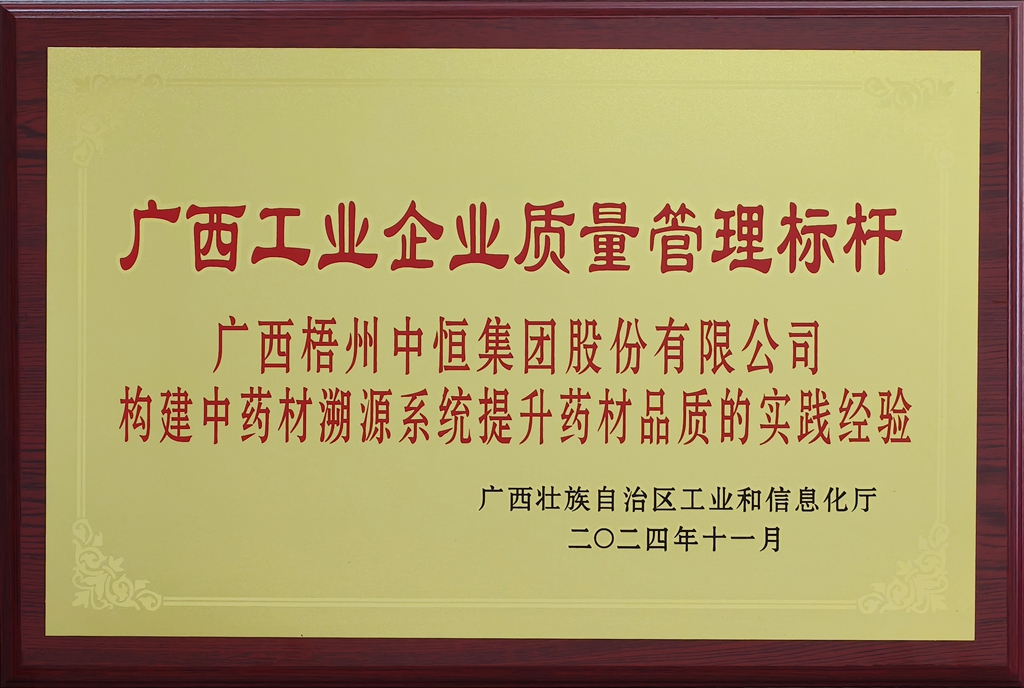 广西工业企业质量管理标杆
广西梧州中恒集团股份有限公司
构建中药材溯源系统提升药材品质的实践经验
广西壮族自治区工业和信息化厅
二〇二四年十一月